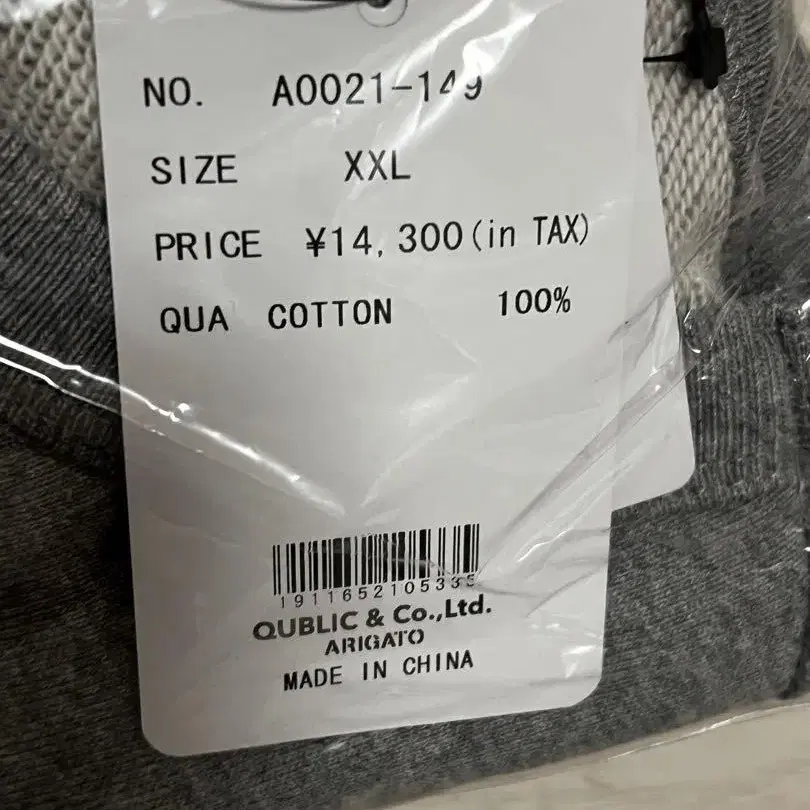 NO. A0021-149
SIZE XXL
PRICE ¥14,300(in TAX)
QUA COTTON 100%
1911652105335
QUBLIC & Co.,Ltd.
ARIGATO
MADE IN CHINA